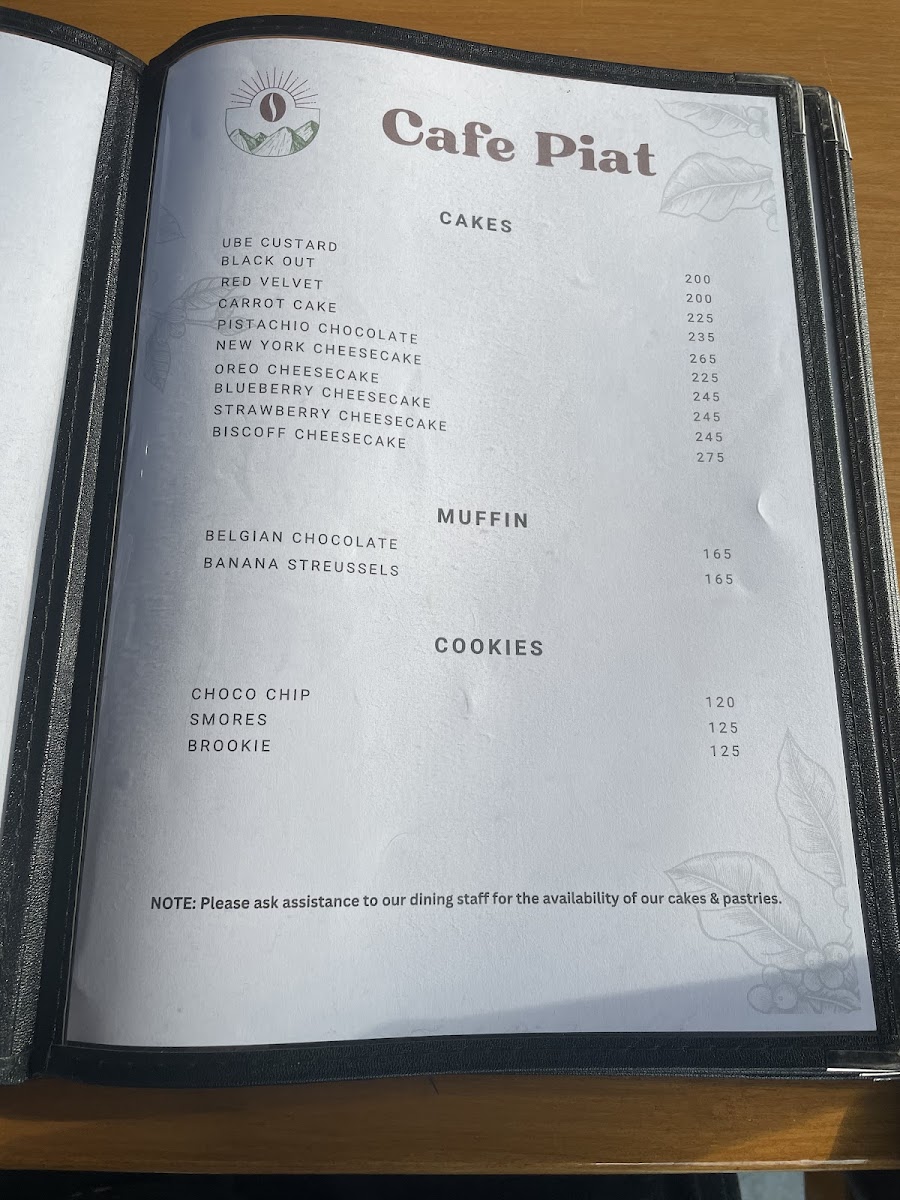 Cafe Piat
CAKES
UBE CUSTARD 200
BLACK OUT 200
RED VELVET 225
CARROT CAKE 235
PISTACHIO CHOCOLATE 265
NEW YORK CHEESECAKE 225
OREO CHEESECAKE 245
BLUEBERRY CHEESECAKE 245
STRAWBERRY CHEESECAKE 245
BISCOFF CHEESECAKE 275
MUFFIN
BELGIAN CHOCOLATE 165
BANANA STREUSSELS 165
COOKIES
CHOCO CHIP 120
SMORES 125
BROOKIE 125
NOTE: Please ask assistance to our dining staff for the availability of our cakes & pastries.